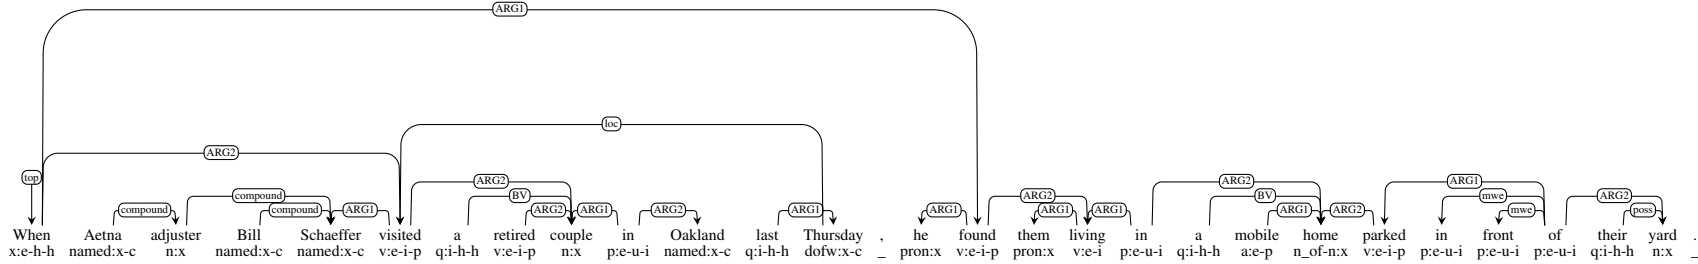 ARG1
loc
ARG2
top
ARG2 ARG2 ARG2 ARG1
compound BV BV mwe ARG2
compound compound ARG1 ARG2 ARG1 ARG2 ARG1 ARG1 ARG1 ARG1 ARG1 ARG2 mwe poss
When Aetna adjuster Bill Schaeffer visited a retired couple in Oakland last Thursday , he found them living in a mobile home parked in front of their yard .
x:e-h-h named:x-c n:x named:x-c named:x-c v:e-i-p q:i-h-h v:e-i-p n:x p:e-u-i named:x-c q:i-h-h dofw:x-c _ pron:x v:e-i-p pron:x v:e-i p:e-u-i q:i-h-h a:e-p n_of-n:x v:e-i-p p:e-u-i p:e-u-i p:e-u-i q:i-h-h n:x _